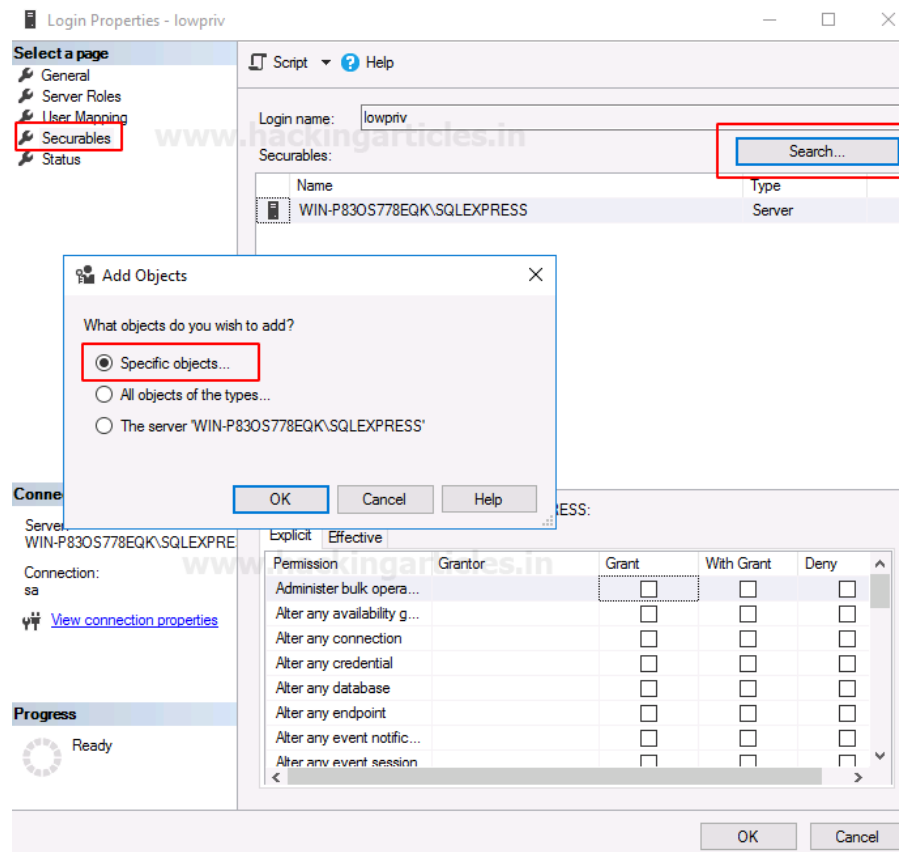 Login Properties - lowpriv
Select a page
General
Server Roles
User Mapping
Securables
Status
Script
Help
www.hackingarticles.in
Login name:
lowpriv
Securables:
Search...
Name
Type
WIN-P83OS778EQK\SQLEXPRESS
Server
Add Objects
What objects do you wish to add?
Specific objects...
All objects of the types...
The server 'WIN-P83OS778EQK\SQLEXPRESS'
OK
Cancel
Help
Conne
Server:
WIN-P83OS778EQK\SQLEXPRE
Connection:
sa
View connection properties
Progress
Ready
ESS:
Explicit
Effective
www.hackingarticles.in
Permission
Grantor
Grant
With Grant
Deny
Administer bulk opera...
Alter any availability g...
Alter any connection
Alter any credential
Alter any database
Alter any endpoint
Alter any event notific...
Alter any event session
OK
Cancel